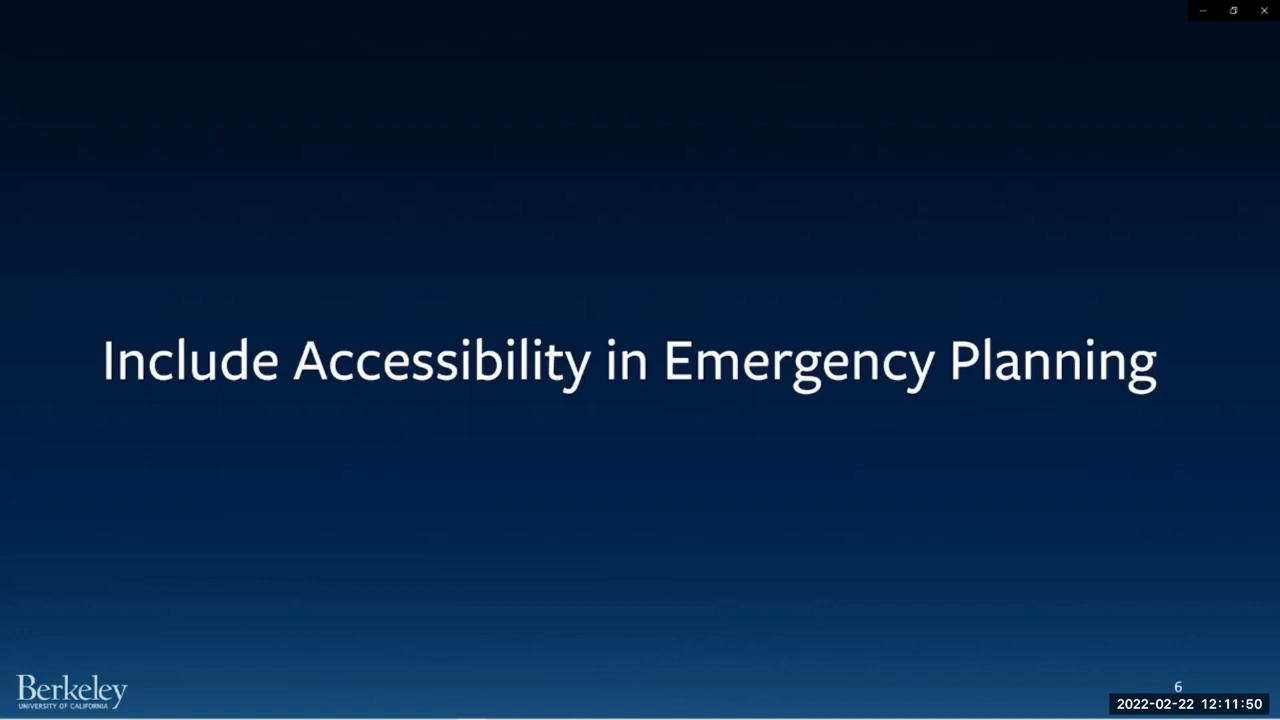 Include Accessibility in Emergency Planning
Berkeley
UNIVERSITY OF CALIFORNIA
6
2022-02-22 12:11:50